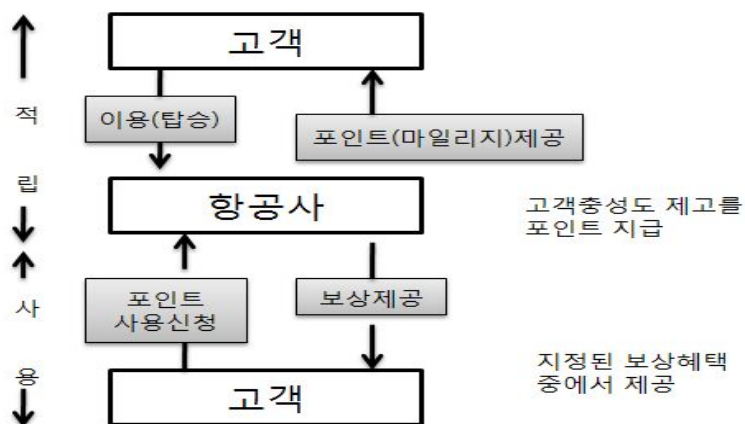 고객
이용(탑승)
포인트(마일리지)제공
적
립
항공사
고객충성도 제고를
포인트 지급
사
용
포인트
사용신청
보상제공
지정된 보상혜택
중에서 제공
고객